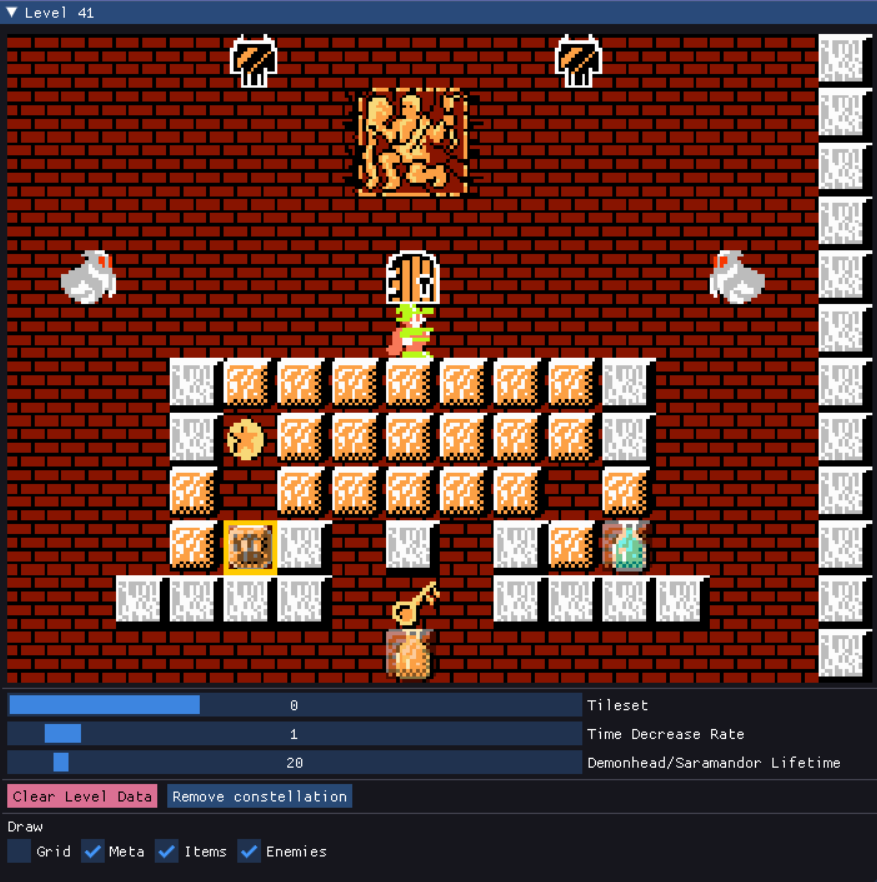 Level 41
0 Tileset
1 Time Decrease Rate
20 Demonhead/Saramandor Lifetime
Clear Level Data Remove constellation
Draw
Grid Meta Items Enemies